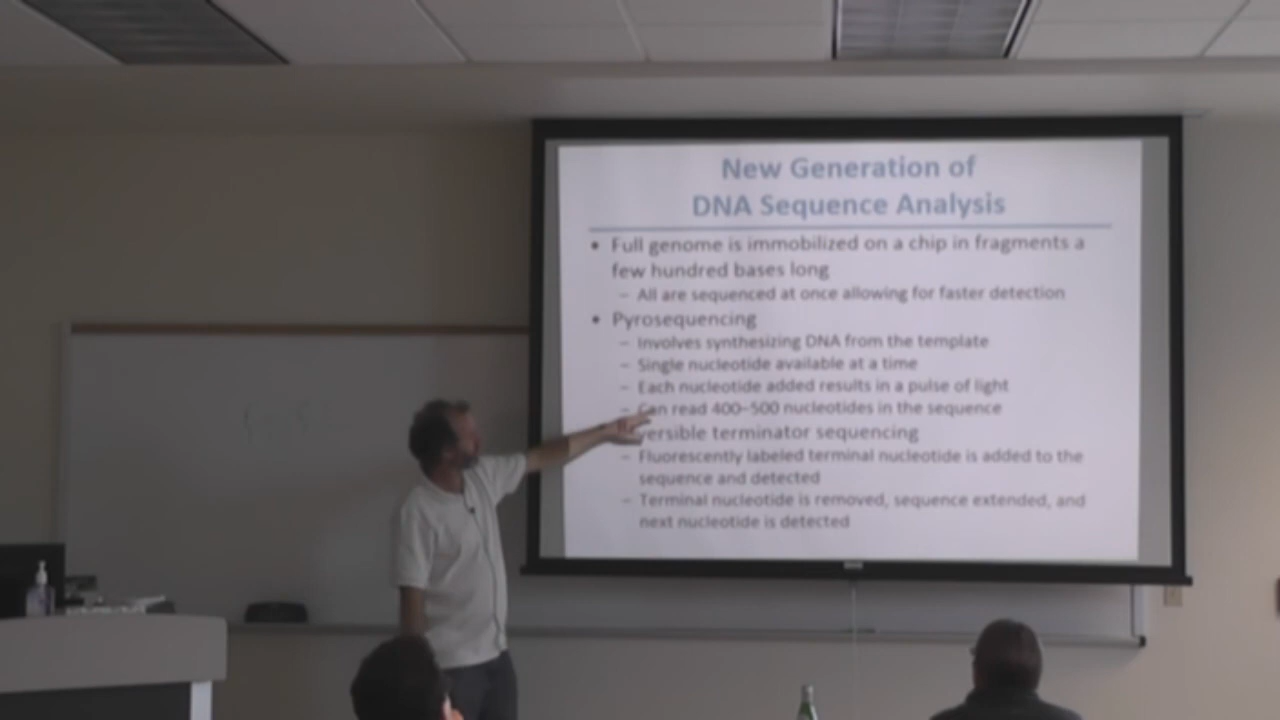 New Generation of
DNA Sequence Analysis
• Full genome is immobilized on a chip in fragments a
few hundred bases long
– All are sequenced at once allowing for faster detection
• Pyrosequencing
– Involves synthesizing DNA from the template
– Single nucleotide available at a time
– Each nucleotide added results in a pulse of light
– Can read 400–500 nucleotides in the sequence
versible terminator sequencing
– Fluorescently labeled terminal nucleotide is added to the
sequence and detected
– Terminal nucleotide is removed, sequence extended, and
next nucleotide is detected